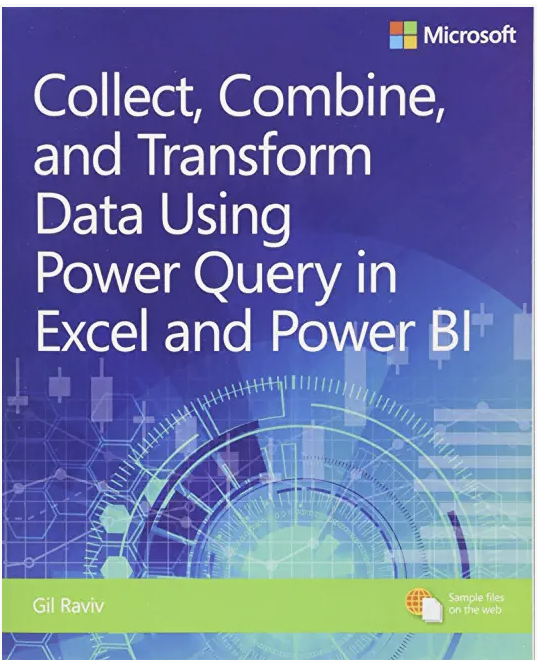 Microsoft
Collect, Combine,
and Transform
Data Using
Power Query in
Excel and Power BI
Gil Raviv
Sample files
on the web